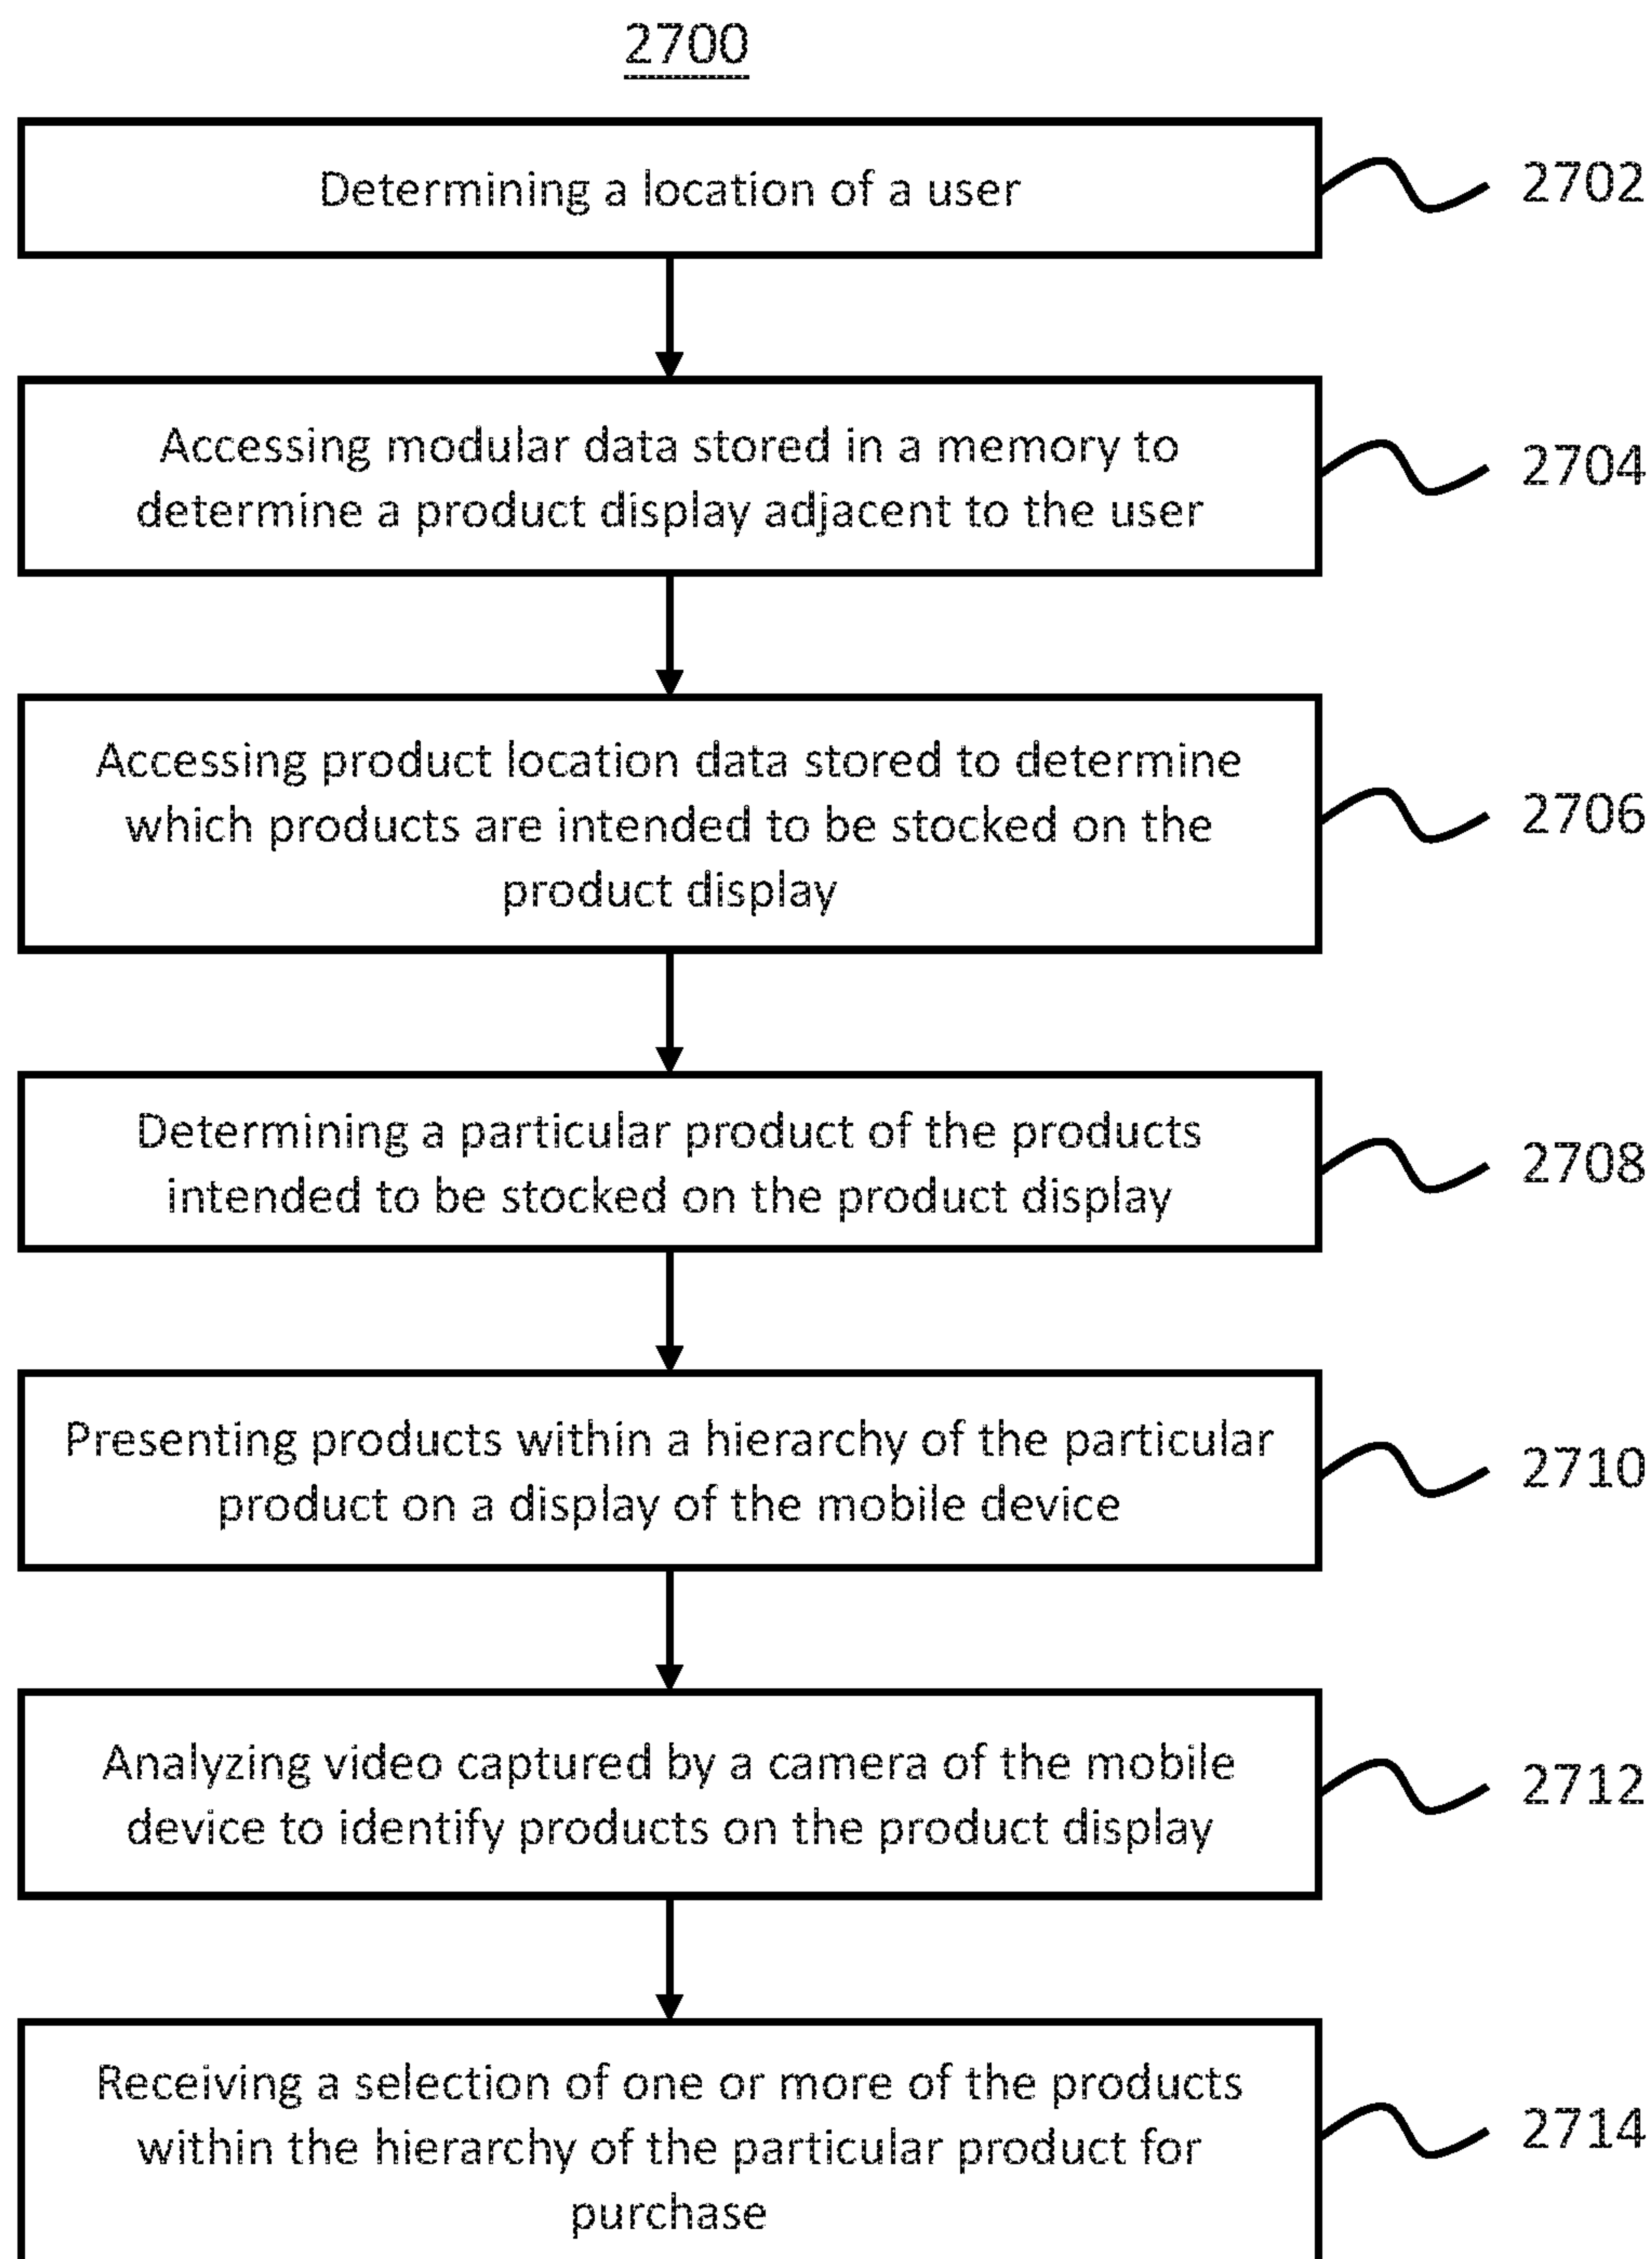 2700
Determining a location of a user
2702
Accessing modular data stored in a memory to
determine a product display adjacent to the user
2704
Accessing product location data stored to determine
which products are intended to be stocked on the
product display
2706
Determining a particular product of the products
intended to be stocked on the product display
2708
Presenting products within a hierarchy of the particular
product on a display of the mobile device
2710
Analyzing video captured by a camera of the mobile
device to identify products on the product display
2712
Receiving a selection of one or more of the products
within the hierarchy of the particular product for
purchase
2714